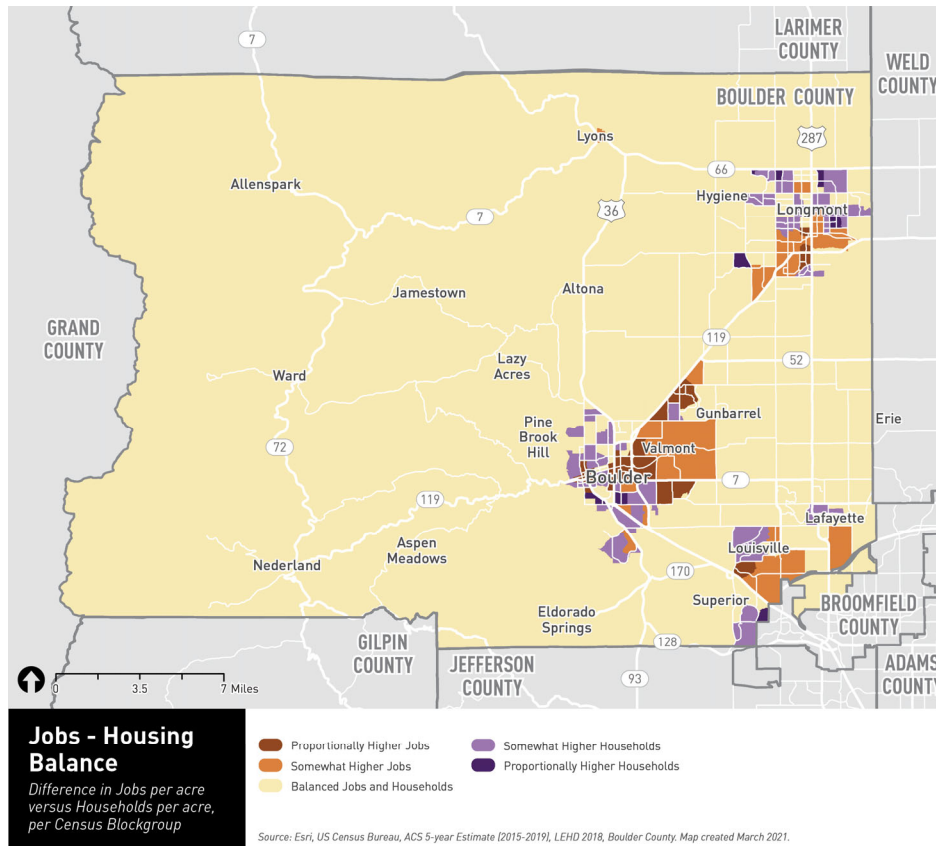 7
LARIMER
COUNTY
WELD
COUNTY
BOULDER COUNTY
287
Lyons
66
Allenspark
Hygiene
Longmont
7
36
Jamestown
Altona
GRAND
COUNTY
119
52
Lazy
Acres
Ward
Gunbarrel
Erie
Pine
Brook
Hill
72
Valmont
Boulder
7
119
Lafayette
Aspen
Meadows
Louisville
Nederland
170
Superior
Eldorado
Springs
BROOMFIELD
COUNTY
128
GILPIN
COUNTY
JEFFERSON
COUNTY
93
ADAMS
COUNTY
0 3.5 7 Miles
Jobs - Housing
Balance
Difference in Jobs per acre
versus Households per acre,
per Census Blockgroup
Proportionally Higher Jobs
Somewhat Higher Jobs
Balanced Jobs and Households
Somewhat Higher Households
Proportionally Higher Households
Source: Esri, US Census Bureau, ACS 5-year Estimate (2015-2019), LEHD 2018, Boulder County. Map created March 2021.